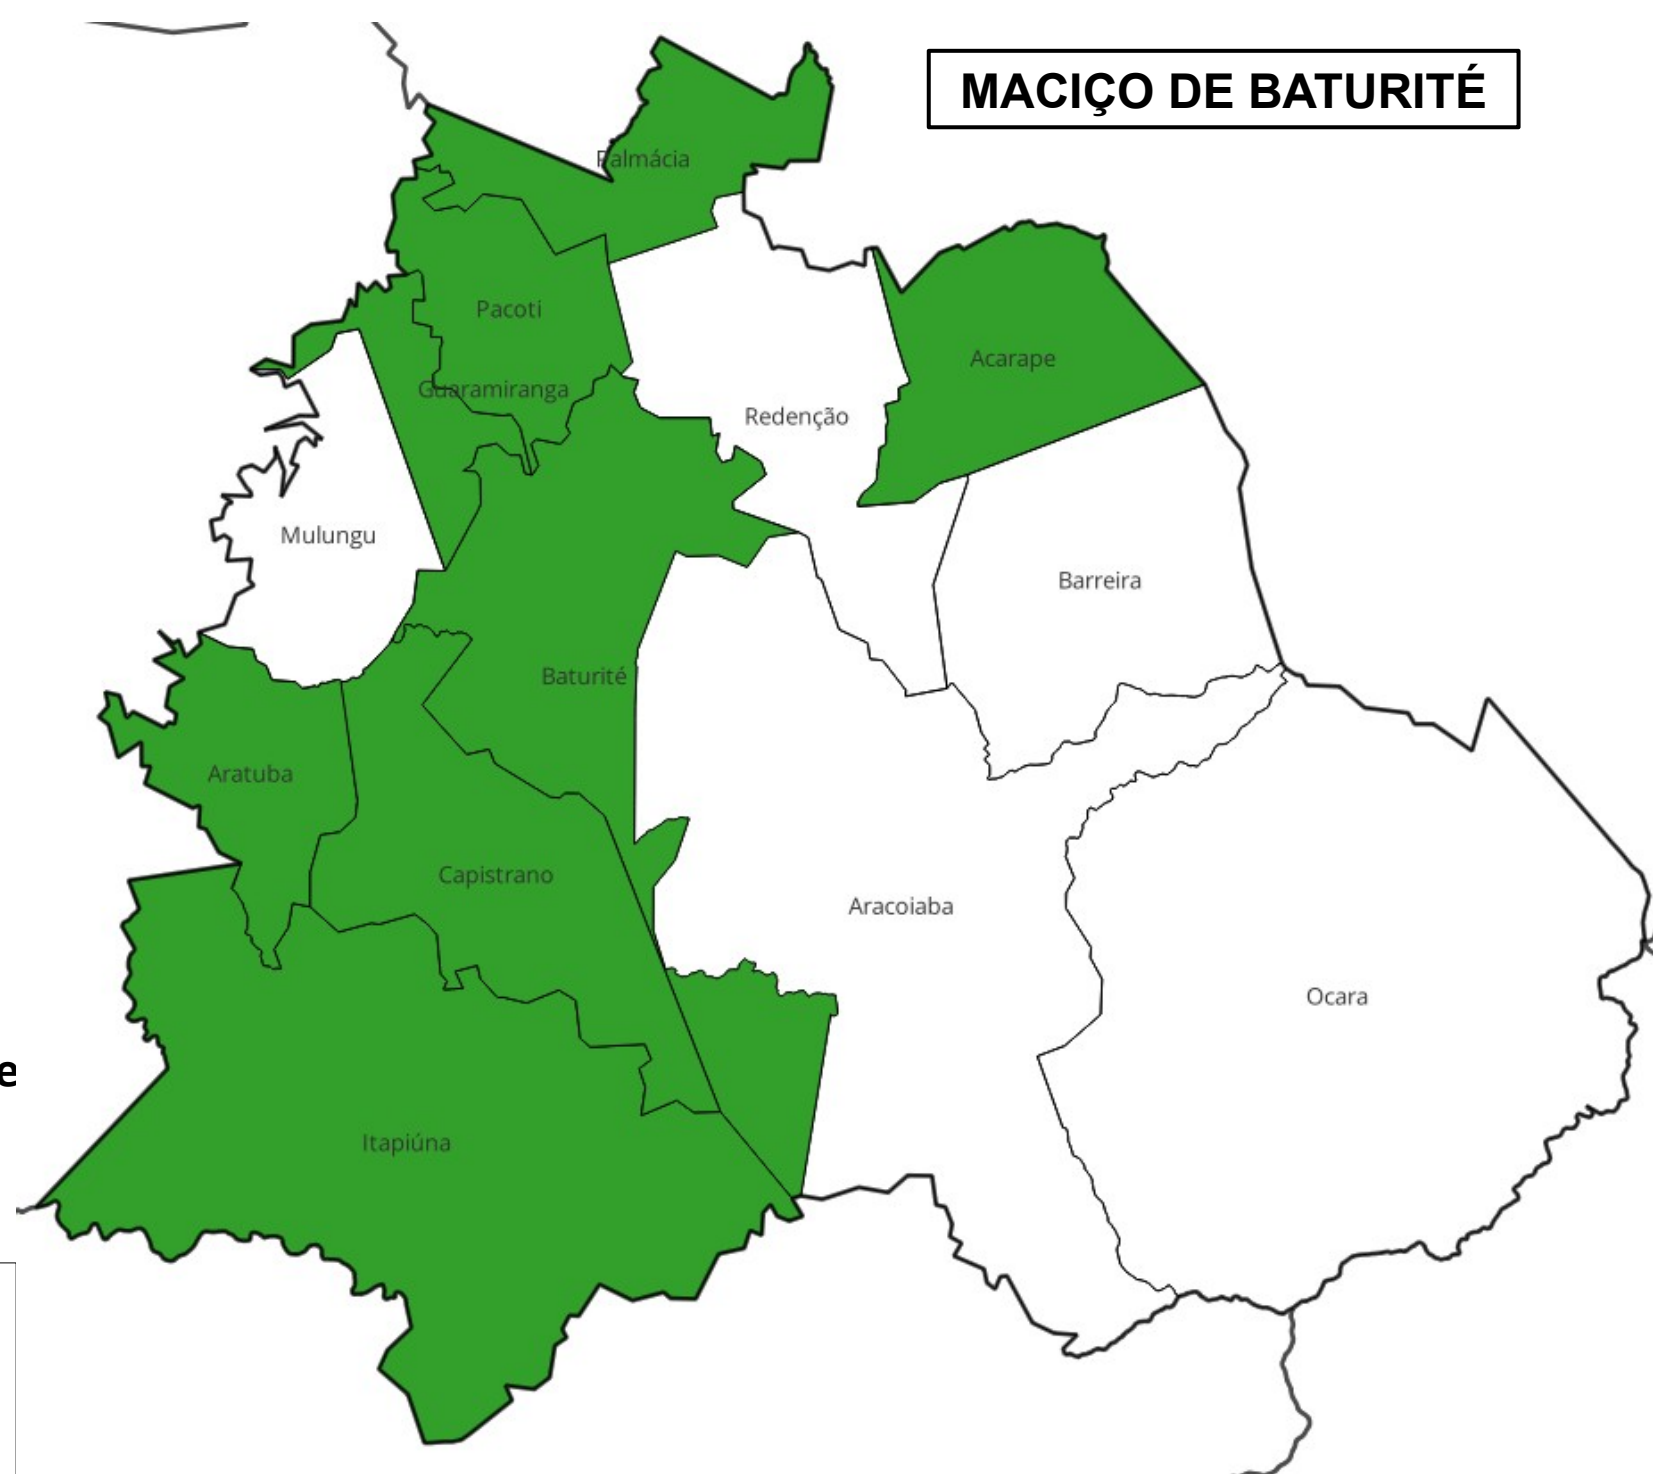 MACIÇO DE BATURITÉ
Palmácia
Pacoti
Acarape
Guaramiranga
Redenção
Mulungu
Barreira
Baturité
Aratuba
Capistrano
Aracoiaba
Ocara
e
Itapiúna